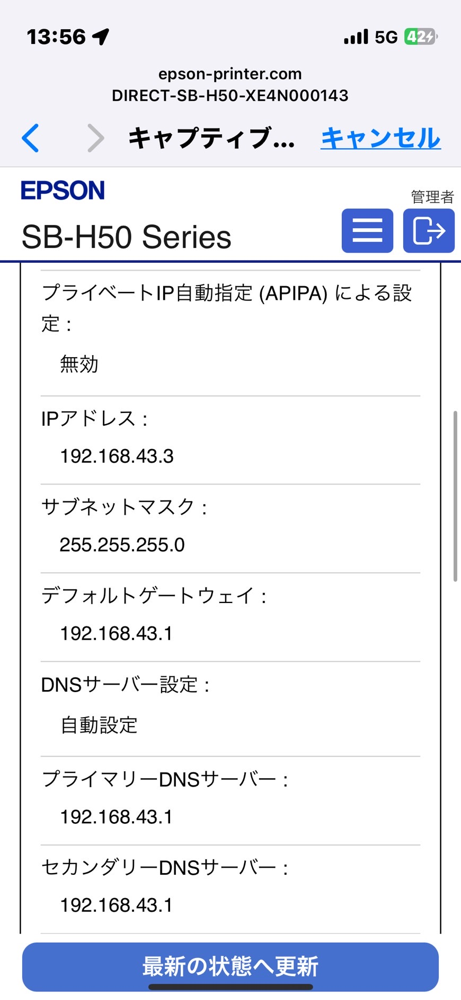 13:56
5G 42
epson-printer.com
DIRECT-SB-H50-XE4N000143
キャプティブ... キャンセル
EPSON
管理者
SB-H50 Series
プライベートIP自動指定 (APIPA) による設
定 :
無効
IPアドレス :
192.168.43.3
サブネットマスク :
255.255.255.0
デフォルトゲートウェイ :
192.168.43.1
DNSサーバー設定 :
自動設定
プライマリーDNSサーバー :
192.168.43.1
セカンダリーDNSサーバー :
192.168.43.1
最新の状態へ更新